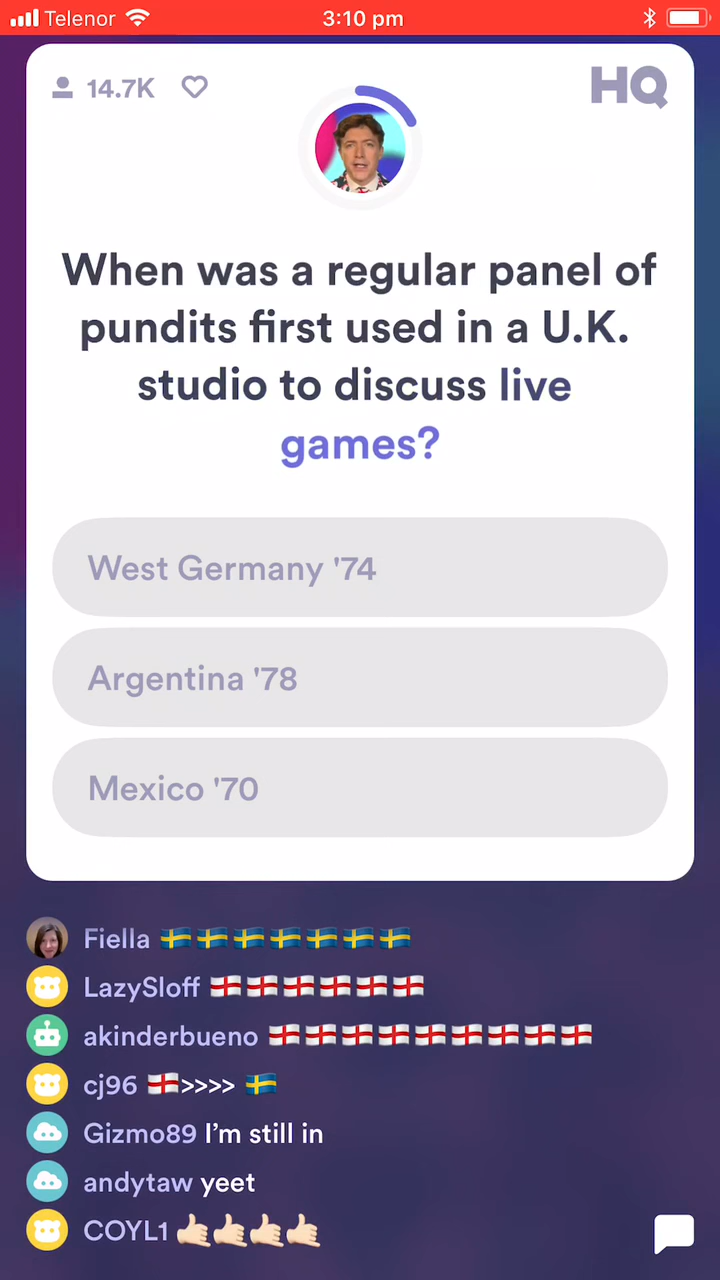 Telenor 3:10 pm
14.7K HQ
When was a regular panel of
pundits first used in a U.K.
studio to discuss live
games?
West Germany '74
Argentina '78
Mexico '70
Fiella 🇸🇪🇸🇪🇸🇪🇸🇪🇸🇪🇸🇪🇸🇪
LazySloff 🏴󠁧󠁢󠁥󠁮󠁧󠁿🏴󠁧󠁢󠁥󠁮󠁧󠁿🏴󠁧󠁢󠁥󠁮󠁧󠁿🏴󠁧󠁢󠁥󠁮󠁧󠁿🏴󠁧󠁢󠁥󠁮󠁧󠁿🏴󠁧󠁢󠁥󠁮󠁧󠁿
akinderbueno 🏴󠁧󠁢󠁥󠁮󠁧󠁿🏴󠁧󠁢󠁥󠁮󠁧󠁿🏴󠁧󠁢󠁥󠁮󠁧󠁿🏴󠁧󠁢󠁥󠁮󠁧󠁿🏴󠁧󠁢󠁥󠁮󠁧󠁿🏴󠁧󠁢󠁥󠁮󠁧󠁿🏴󠁧󠁢󠁥󠁮󠁧󠁿🏴󠁧󠁢󠁥󠁮󠁧󠁿🏴󠁧󠁢󠁥󠁮󠁧󠁿
cj96 🏴󠁧󠁢󠁥󠁮󠁧󠁿>>>> 🇸🇪
Gizmo89 I'm still in
andytaw yeet
COYL1 🤙🏻🤙🏻🤙🏻🤙🏻